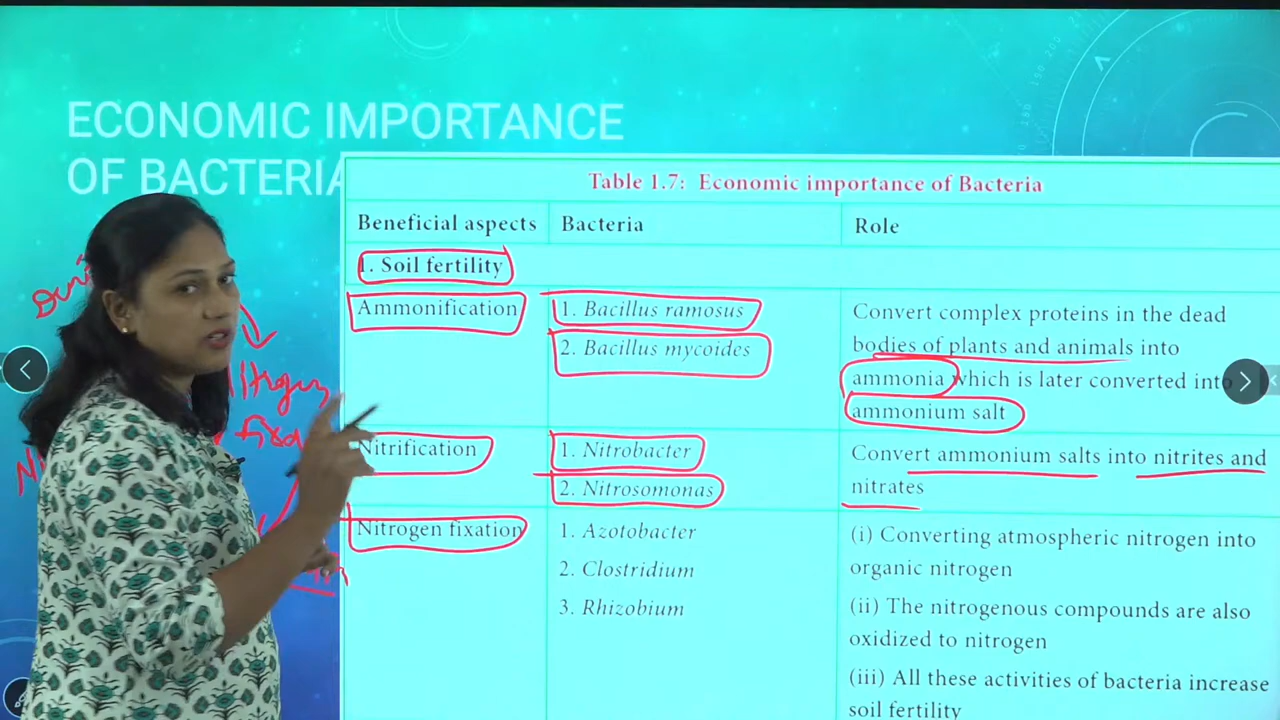 ECONOMIC IMPORTANCE
OF BACTERIA
Table 1.7: Economic importance of Bacteria
Beneficial aspects Bacteria Role
1. Soil fertility
Ammonification 1. Bacillus ramosus Convert complex proteins in the dead
2. Bacillus mycoides bodies of plants and animals into
ammonia which is later converted into
ammonium salt
Nitrification 1. Nitrobacter Convert ammonium salts into nitrites and
2. Nitrosomonas nitrates
Nitrogen fixation 1. Azotobacter (i) Converting atmospheric nitrogen into
2. Clostridium organic nitrogen
3. Rhizobium (ii) The nitrogenous compounds are also
oxidized to nitrogen
(iii) All these activities of bacteria increase
soil fertility